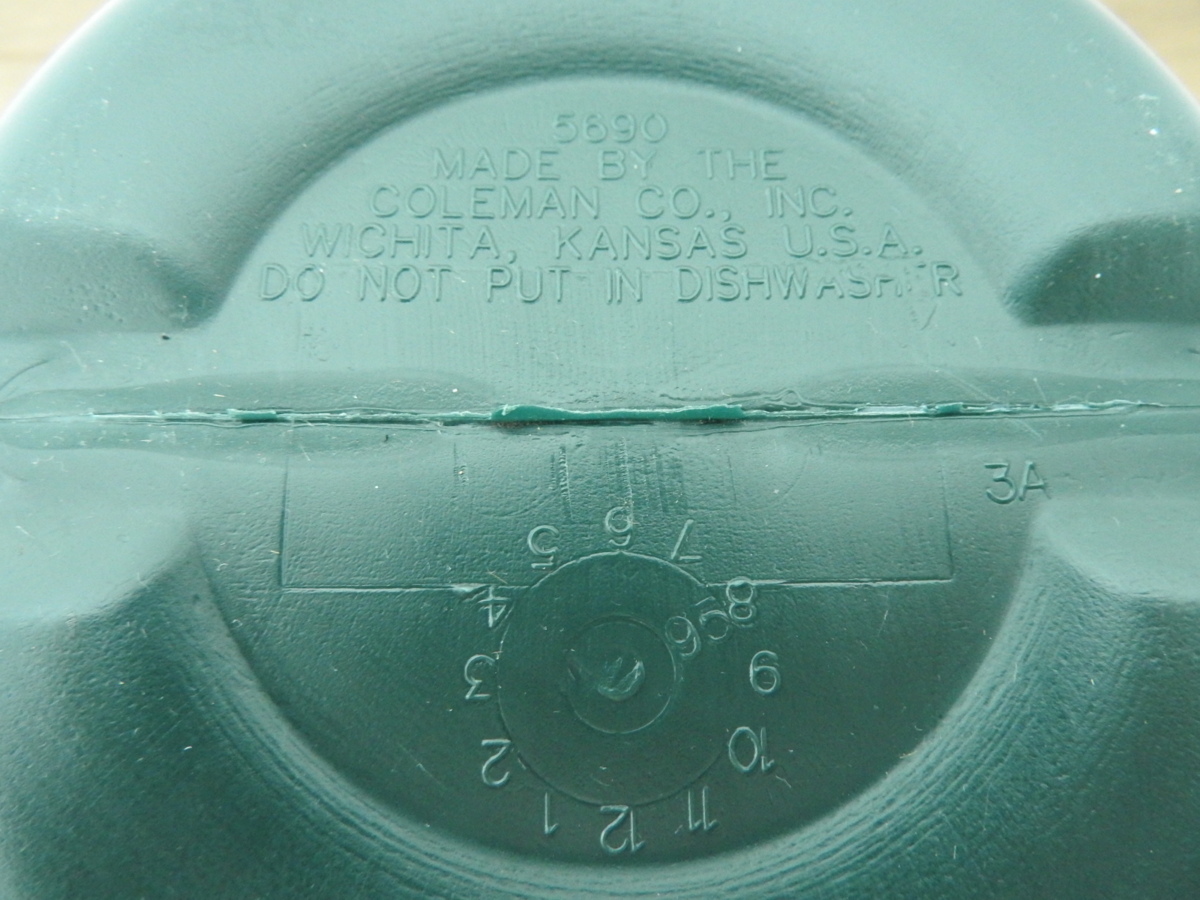 5690
MADE BY THE
COLEMAN CO., INC.
WICHITA, KANSAS U.S.A.
DO NOT PUT IN DISHWASHER
3A
1
2
3
4
5
6
7
8
9
10
11
12